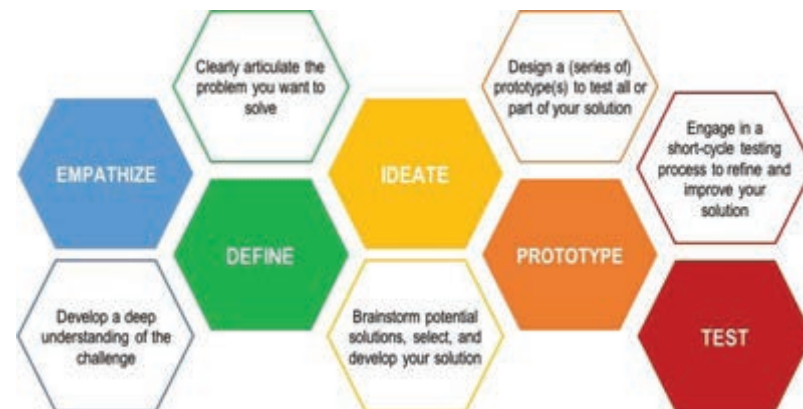 EMPATHIZE
Develop a deep
understanding of the
challenge
Clearly articulate the
problem you want to
solve
DEFINE
IDEATE
Brainstorm potential
solutions, select, and
develop your solution
Design a (series of)
prototype(s) to test all or
part of your solution
PROTOTYPE
Engage in a
short-cycle testing
process to refine and
improve your
solution
TEST